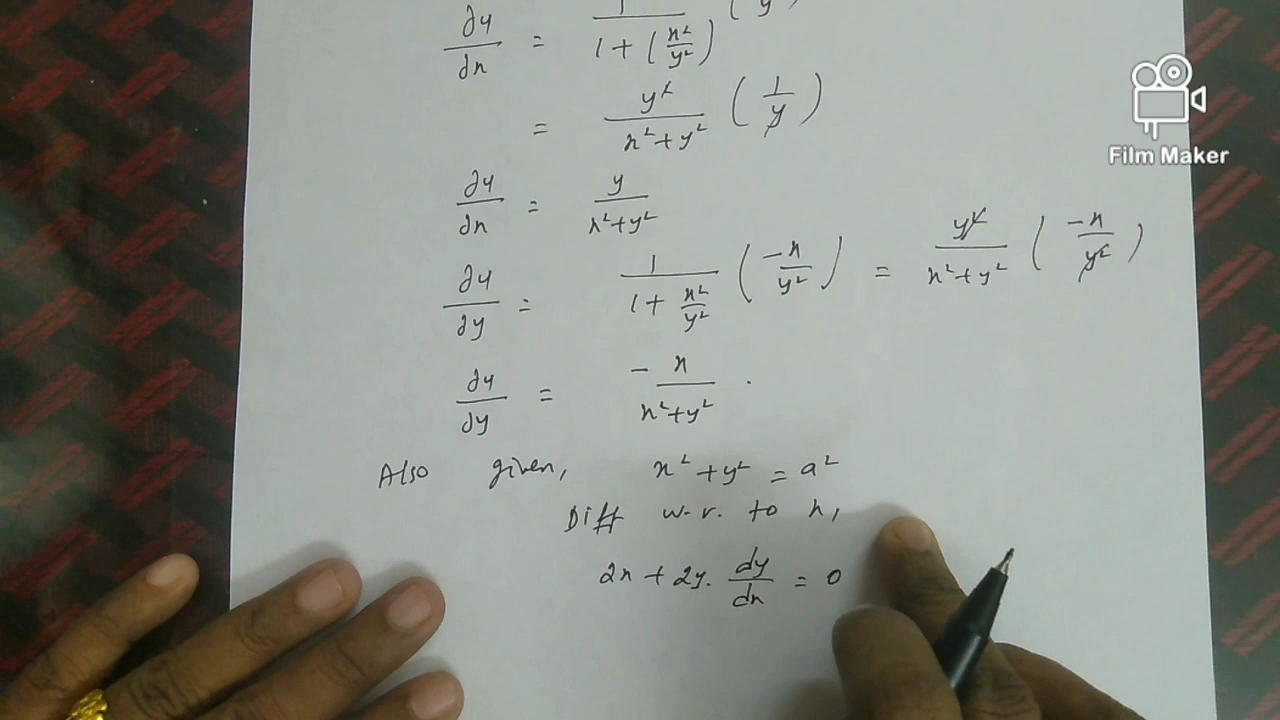 ∂u/∂x = 1/(1+(x²/y²)) (1/y)
= y²/(x²+y²) (1/y)
∂u/∂x = y/(x²+y²)
∂u/∂y = 1/(1+x²/y²) (-x/y²) = y²/(x²+y²) (-x/y²)
∂u/∂y = -x/(x²+y²) .
Also given, x²+y² = a²
Diff w.r. to x,
2x + 2y. dy/dx = 0
Film Maker